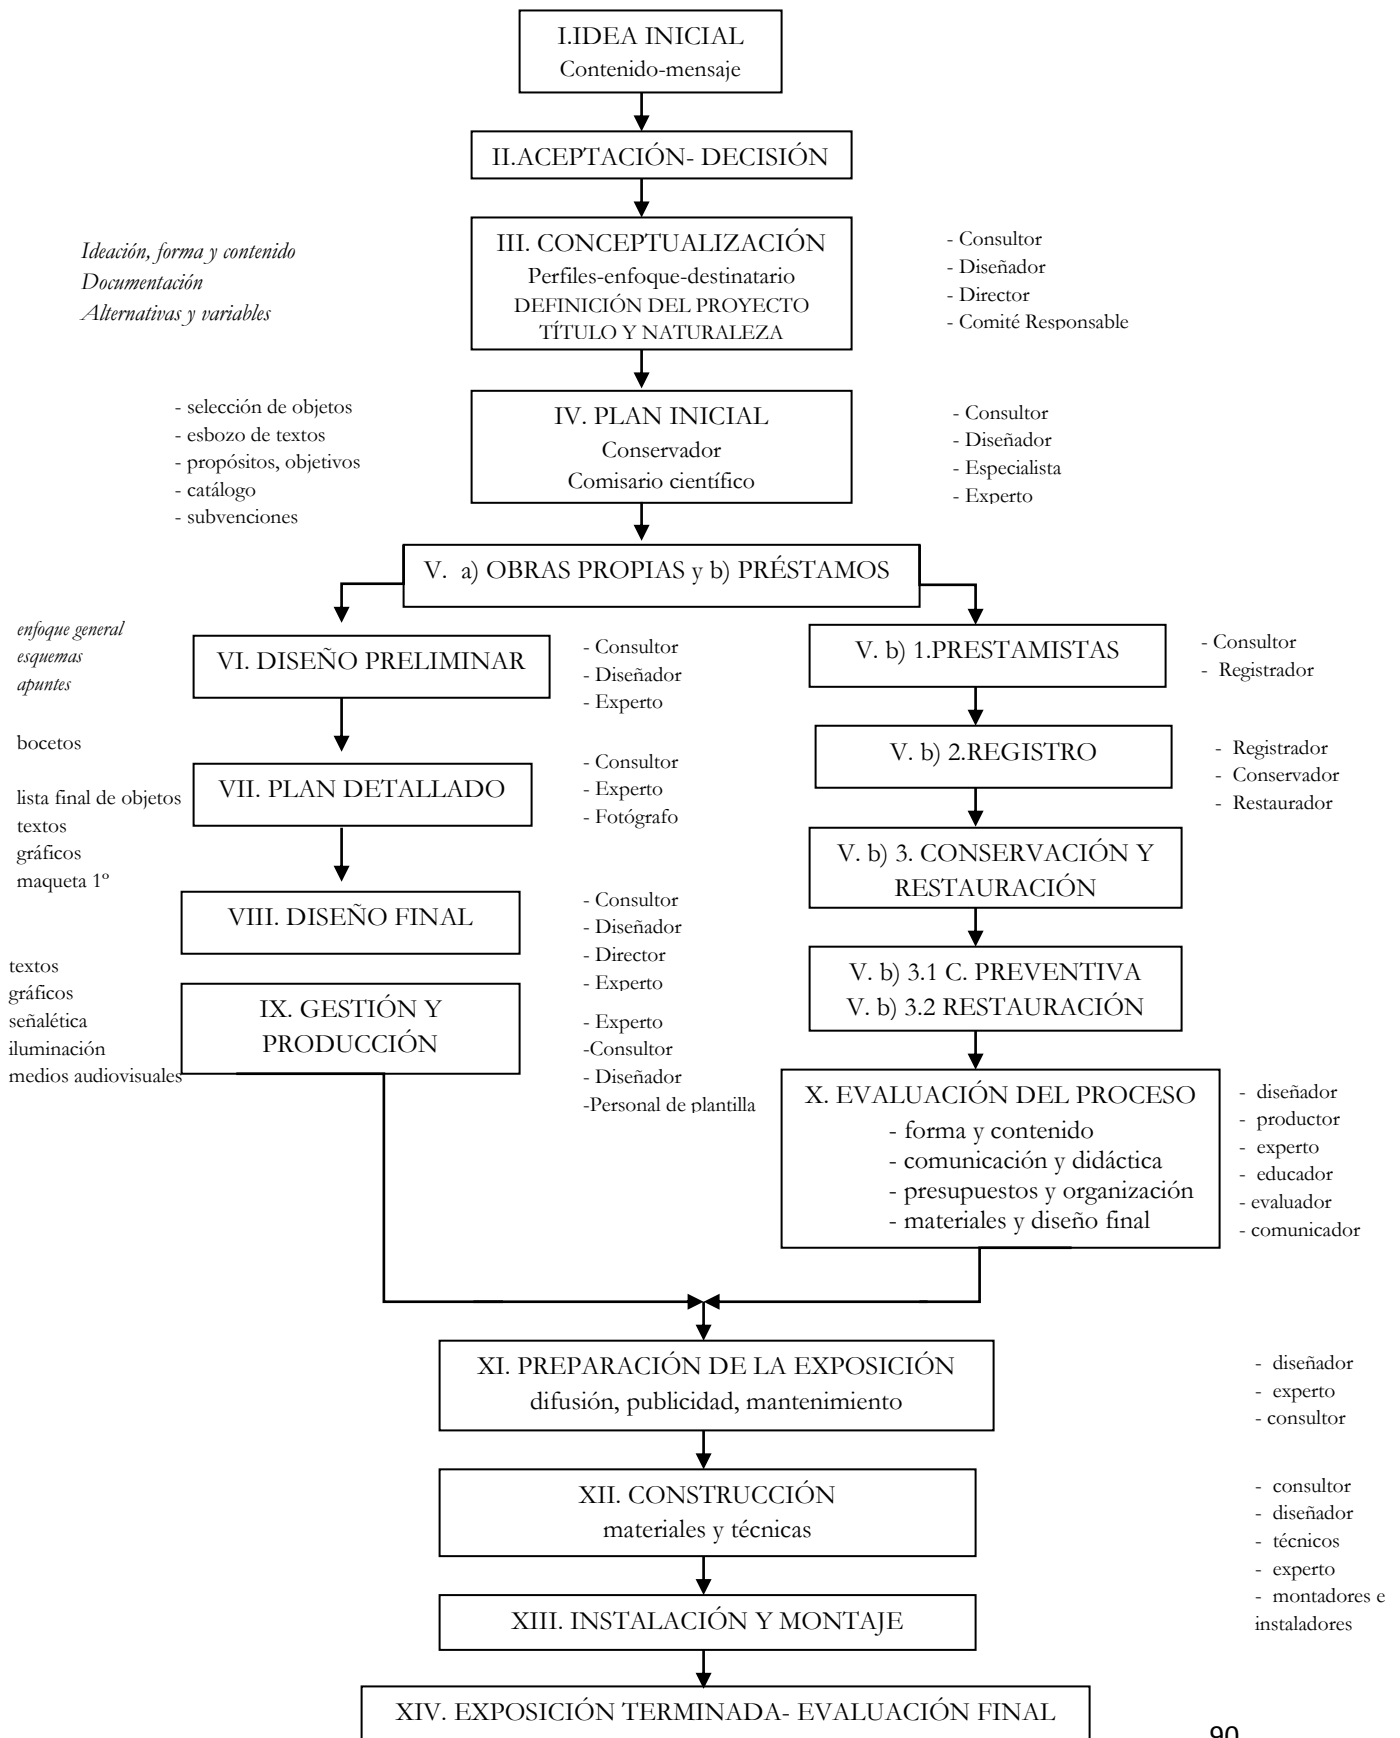 I.IDEA INICIAL
Contenido-mensaje
II.ACEPTACIÓN- DECISIÓN
Ideación, forma y contenido
Documentación
Alternativas y variables
III. CONCEPTUALIZACIÓN
Perfiles-enfoque-destinatario
DEFINICIÓN DEL PROYECTO
TÍTULO Y NATURALEZA
- Consultor
- Diseñador
- Director
- Comité Responsable
- selección de objetos
- esbozo de textos
- propósitos, objetivos
- catálogo
- subvenciones
IV. PLAN INICIAL
Conservador
Comisario científico
- Consultor
- Diseñador
- Especialista
- Experto
V. a) OBRAS PROPIAS y b) PRÉSTAMOS
enfoque general
esquemas
apuntes
VI. DISEÑO PRELIMINAR
- Consultor
- Diseñador
- Experto
V. b) 1.PRESTAMISTAS
- Consultor
- Registrador
bocetos
lista final de objetos
textos
gráficos
maqueta 1º
VII. PLAN DETALLADO
- Consultor
- Experto
- Fotógrafo
V. b) 2.REGISTRO
- Registrador
- Conservador
- Restaurador
V. b) 3. CONSERVACIÓN Y
RESTAURACIÓN
VIII. DISEÑO FINAL
- Consultor
- Diseñador
- Director
- Experto
V. b) 3.1 C. PREVENTIVA
V. b) 3.2 RESTAURACIÓN
textos
gráficos
señalética
iluminación
medios audiovisuales
IX. GESTIÓN Y
PRODUCCIÓN
- Experto
-Consultor
- Diseñador
-Personal de plantilla
X. EVALUACIÓN DEL PROCESO
- forma y contenido
- comunicación y didáctica
- presupuestos y organización
- materiales y diseño final
- diseñador
- productor
- experto
- educador
- evaluador
- comunicador
XI. PREPARACIÓN DE LA EXPOSICIÓN
difusión, publicidad, mantenimiento
- diseñador
- experto
- consultor
XII. CONSTRUCCIÓN
materiales y técnicas
- consultor
- diseñador
- técnicos
- experto
- montadores e
instaladores
XIII. INSTALACIÓN Y MONTAJE
XIV. EXPOSICIÓN TERMINADA- EVALUACIÓN FINAL
90